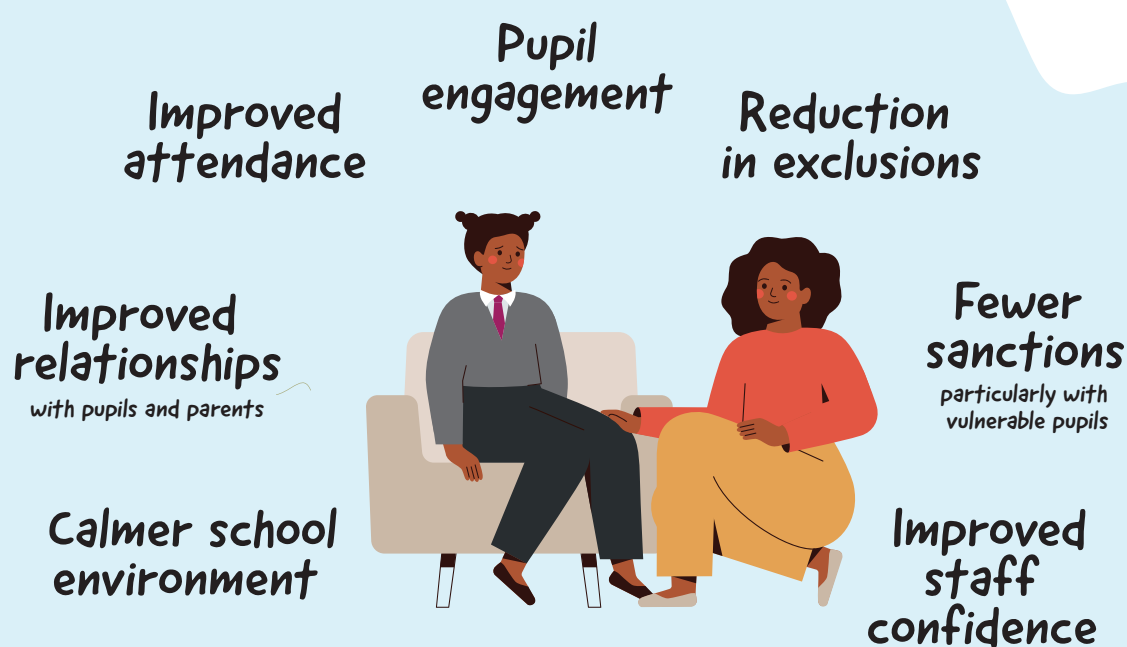 Pupil
engagement
Improved
attendance
Reduction
in exclusions
Improved
relationships
with pupils and parents
Fewer
sanctions
particularly with
vulnerable pupils
Calmer school
environment
Improved
staff
confidence